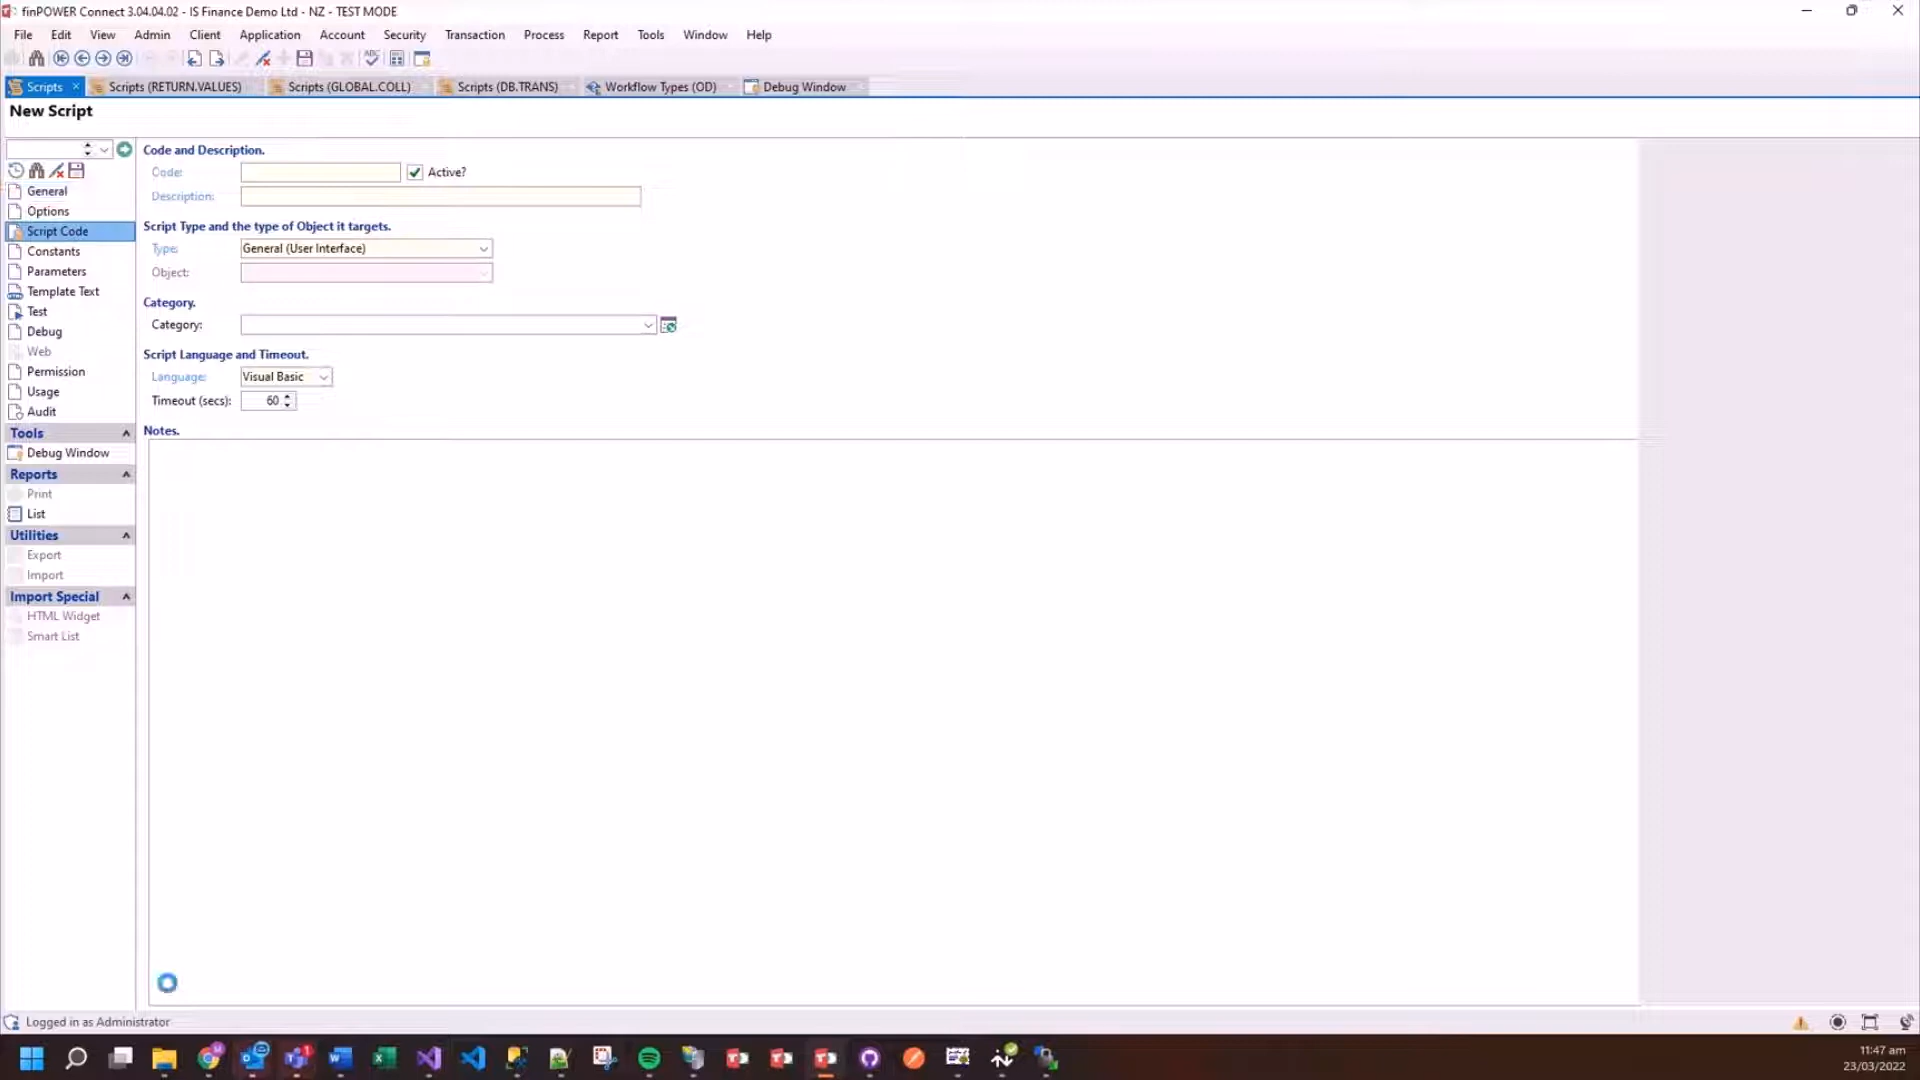 finPOWER Connect 3.04.04.02 - IS Finance Demo Ltd - NZ - TEST MODE
File Edit View Admin Client Application Account Security Transaction Process Report Tools Window Help
Scripts × Scripts (RETURN.VALUES) Scripts (GLOBAL.COLL) Scripts (DB.TRANS) Workflow Types (OD) Debug Window
New Script
General
Options
Script Code
Constants
Parameters
Template Text
Test
Debug
Web
Permission
Usage
Audit
Tools
Debug Window
Reports
Print
List
Utilities
Export
Import
Import Special
HTML Widget
Smart List
Code and Description.
Code: Active?
Description:
Script Type and the type of Object it targets.
Type: General (User Interface)
Object:
Category.
Category:
Script Language and Timeout.
Language: Visual Basic
Timeout (secs): 60
Notes.
Logged in as Administrator
11:47 am
23/03/2022